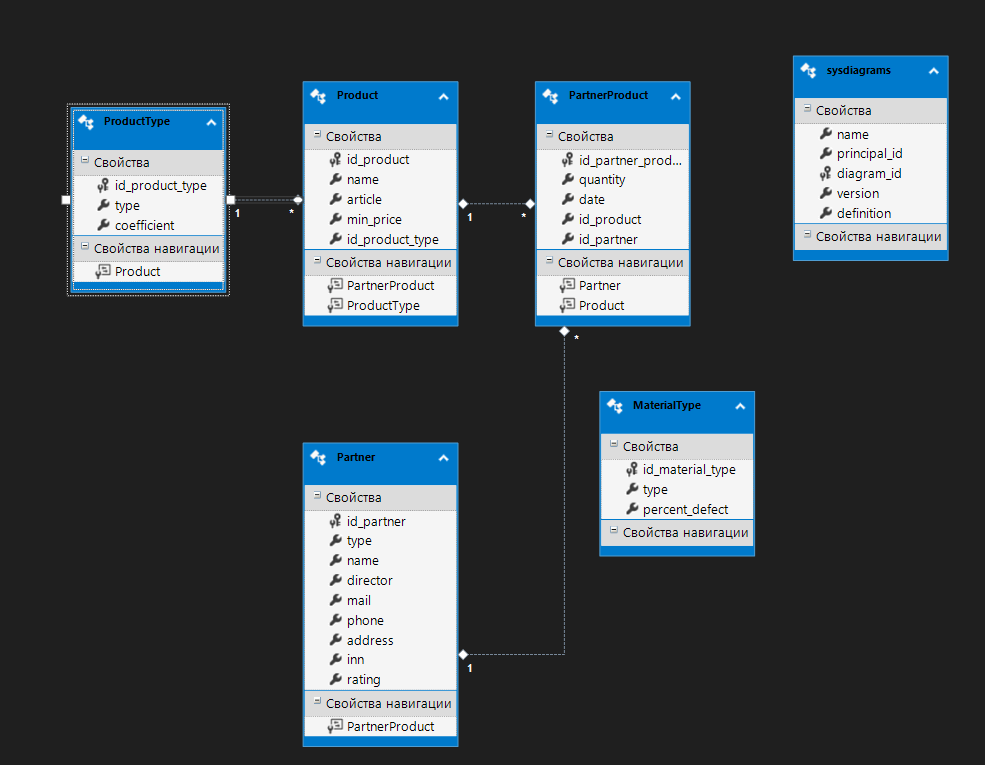 ProductType
Свойства
id_product_type
type
coefficient
Свойства навигации
Product
1
*
Product
Свойства
id_product
name
article
min_price
id_product_type
Свойства навигации
PartnerProduct
ProductType
1
*
PartnerProduct
Свойства
id_partner_prod...
quantity
date
id_product
id_partner
Свойства навигации
Partner
Product
*
sysdiagrams
Свойства
name
principal_id
diagram_id
version
definition
Свойства навигации
MaterialType
Свойства
id_material_type
type
percent_defect
Свойства навигации
Partner
Свойства
id_partner
type
name
director
mail
phone
address
inn
rating
Свойства навигации
PartnerProduct
1